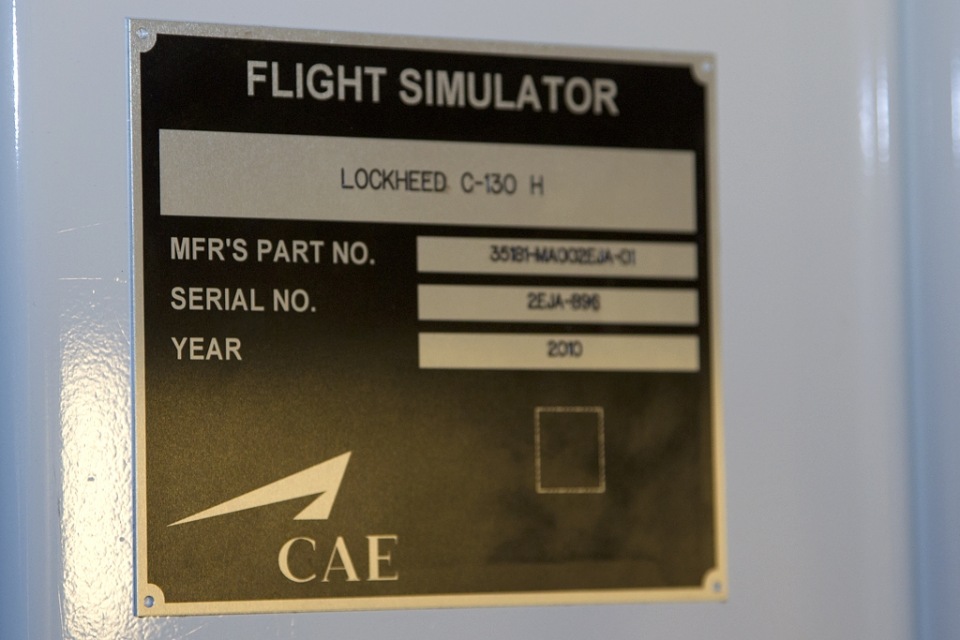 FLIGHT SIMULATOR
LOCKHEED C-130 H
MFR'S PART NO. 35181-MA002EJA-01
SERIAL NO. 2EJA-896
YEAR 2010
CAE